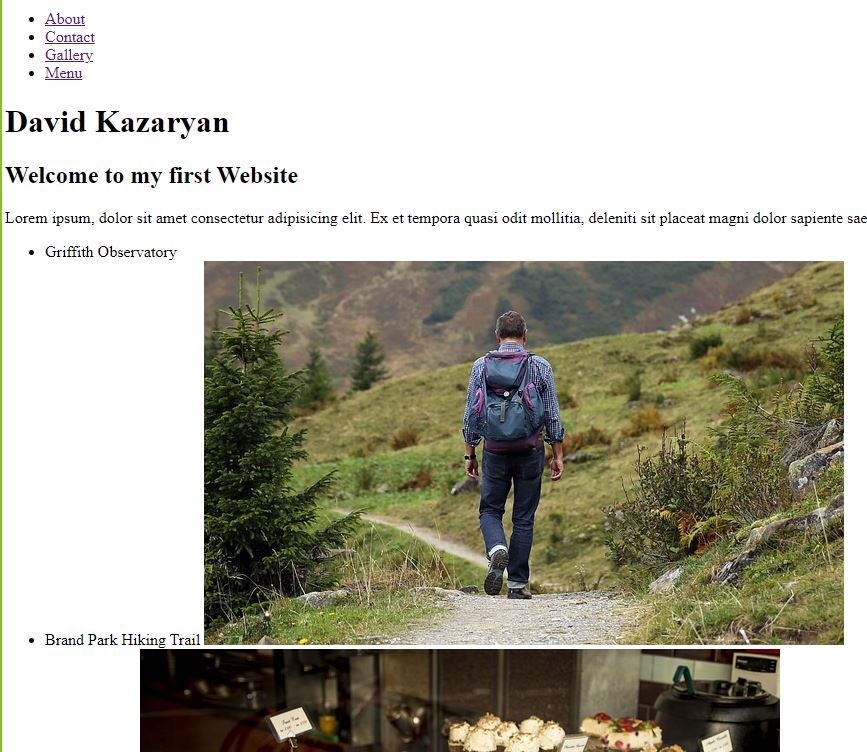 About
Contact
Gallery
Menu
David Kazaryan
Welcome to my first Website
Lorem ipsum, dolor sit amet consectetur adipisicing elit. Ex et tempora quasi odit mollitia, deleniti sit placeat magni dolor sapiente sae
Griffith Observatory
Brand Park Hiking Trail